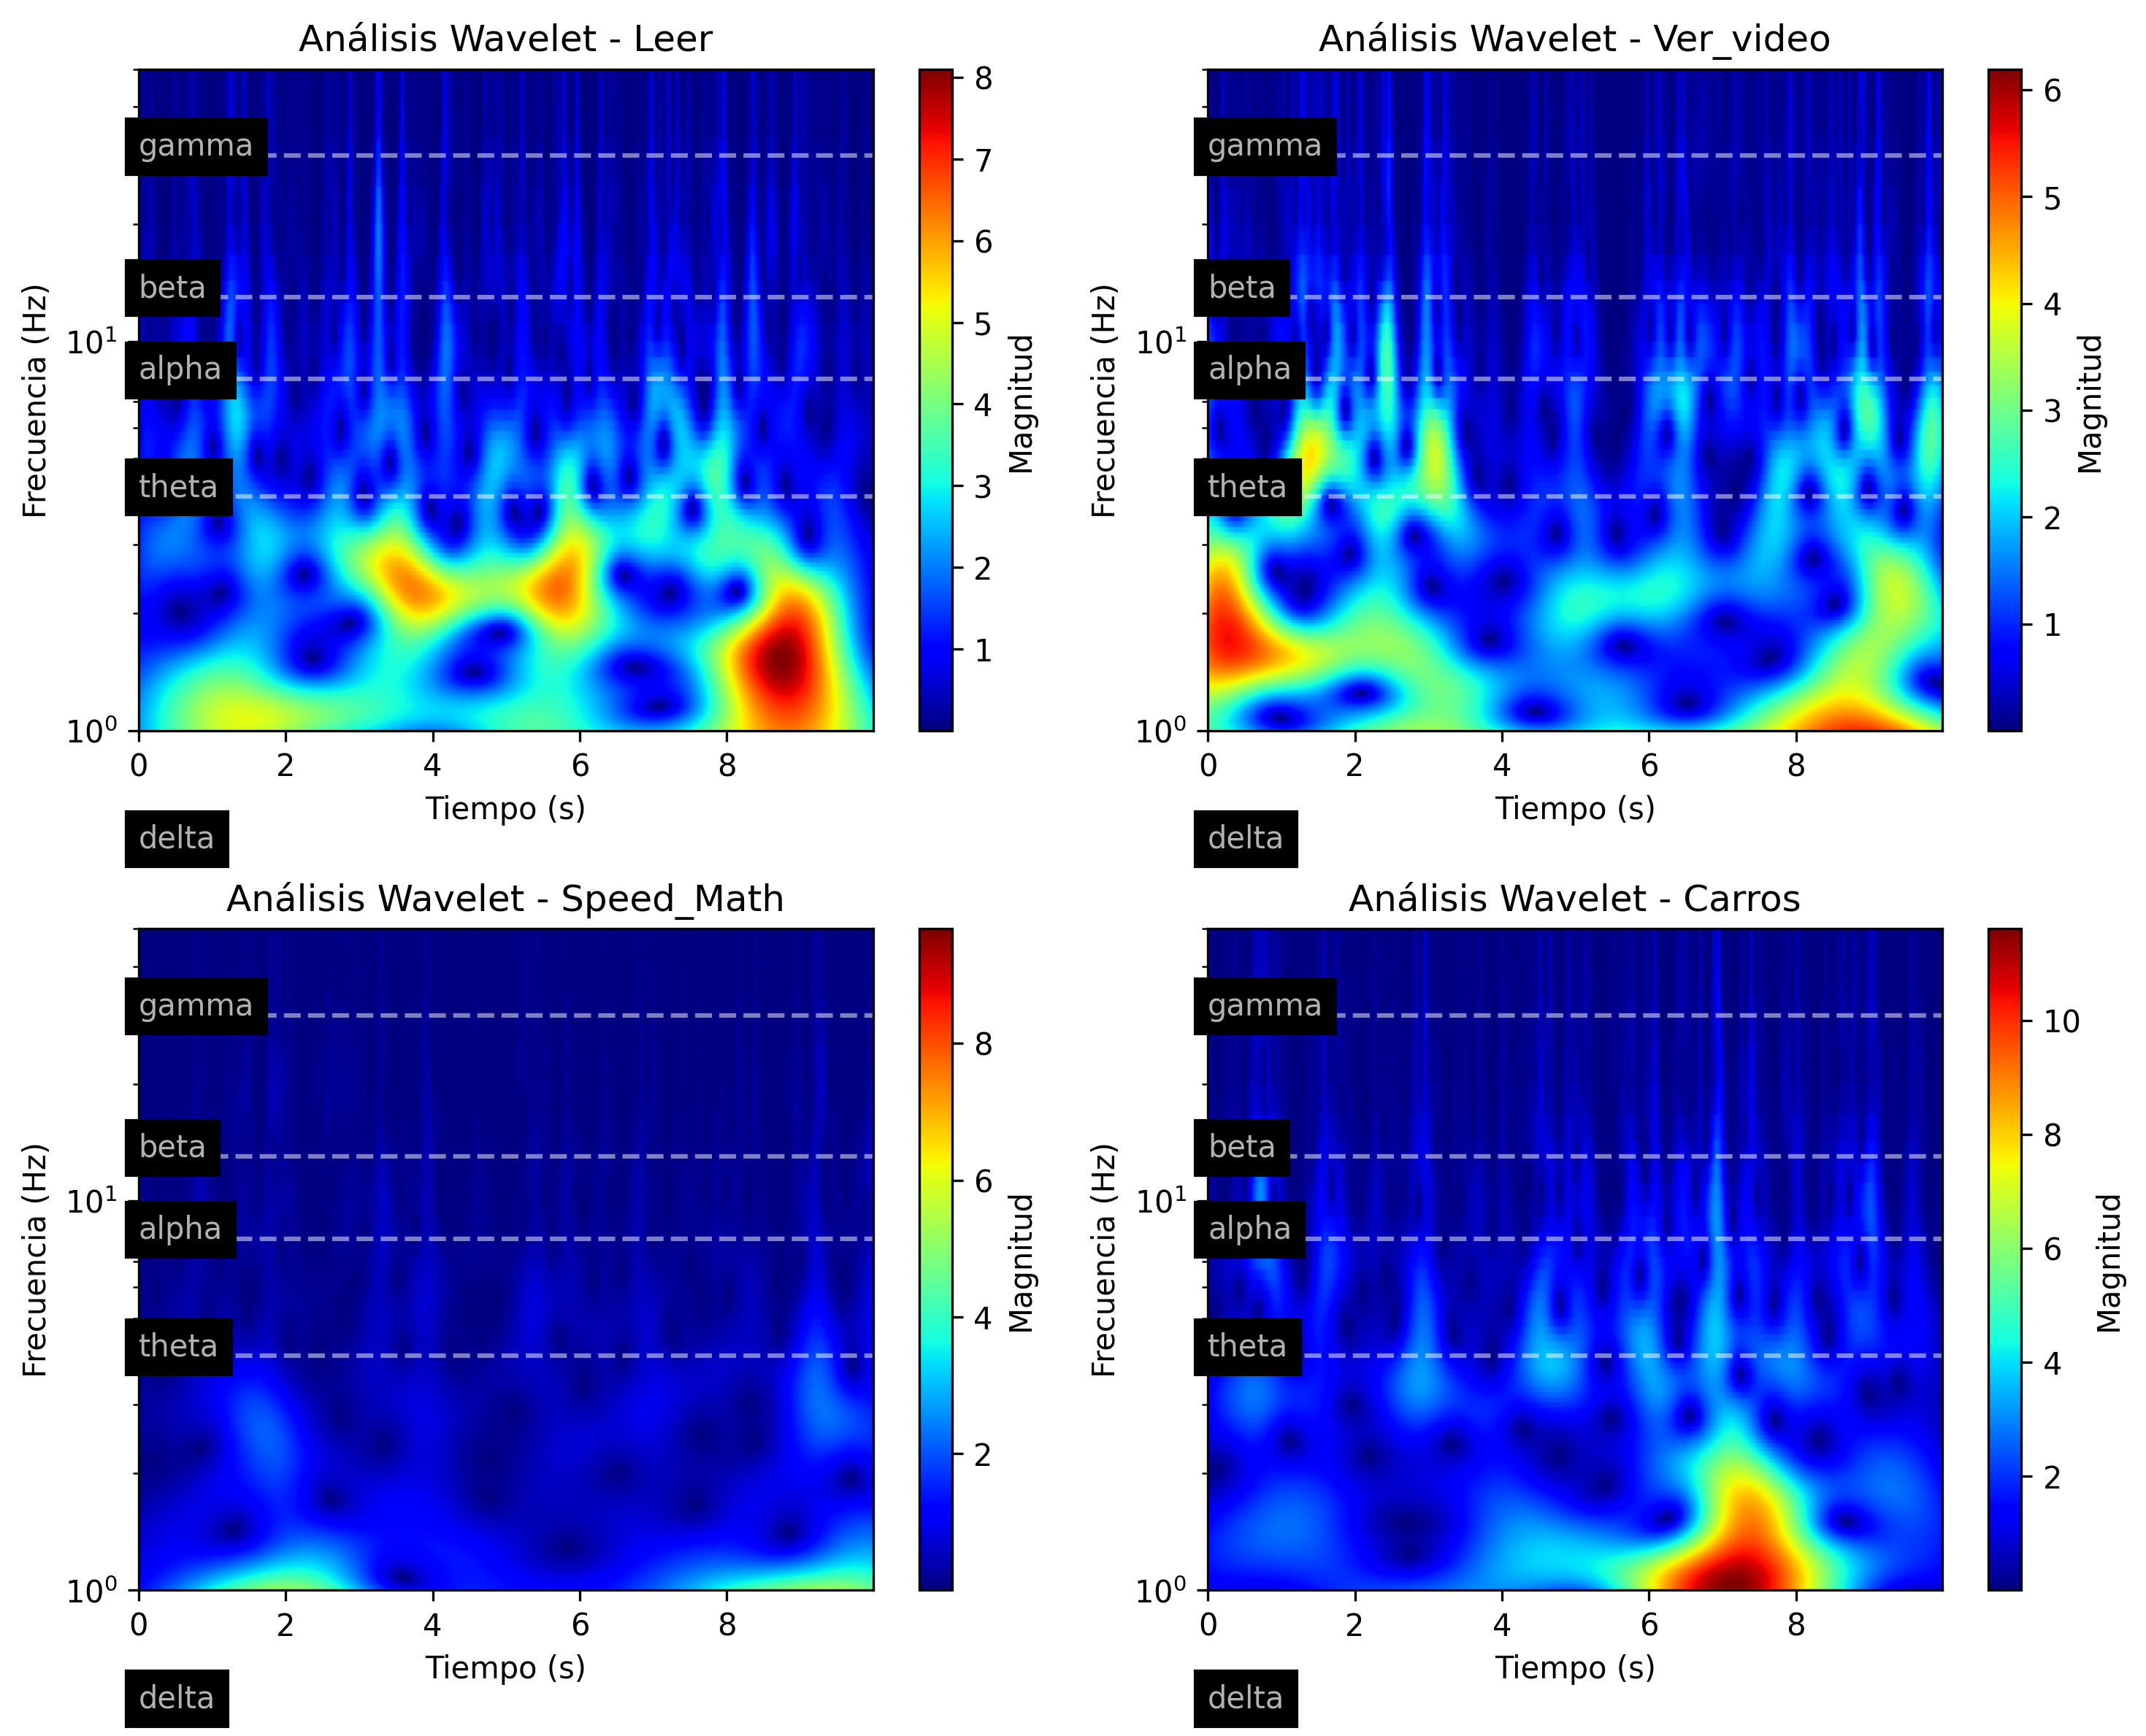 Análisis Wavelet - Leer
gamma
beta
alpha
theta
delta
Frecuencia (Hz)
10¹
10⁰
0 2 4 6 8
Tiempo (s)
8
7
6
5
4
3
2
1
Magnitud
Análisis Wavelet - Ver_video
gamma
beta
alpha
theta
delta
Frecuencia (Hz)
10¹
10⁰
0 2 4 6 8
Tiempo (s)
6
5
4
3
2
1
Magnitud
Análisis Wavelet - Speed_Math
gamma
beta
alpha
theta
delta
Frecuencia (Hz)
10¹
10⁰
0 2 4 6 8
Tiempo (s)
8
6
4
2
Magnitud
Análisis Wavelet - Carros
gamma
beta
alpha
theta
delta
Frecuencia (Hz)
10¹
10⁰
0 2 4 6 8
Tiempo (s)
10
8
6
4
2
Magnitud